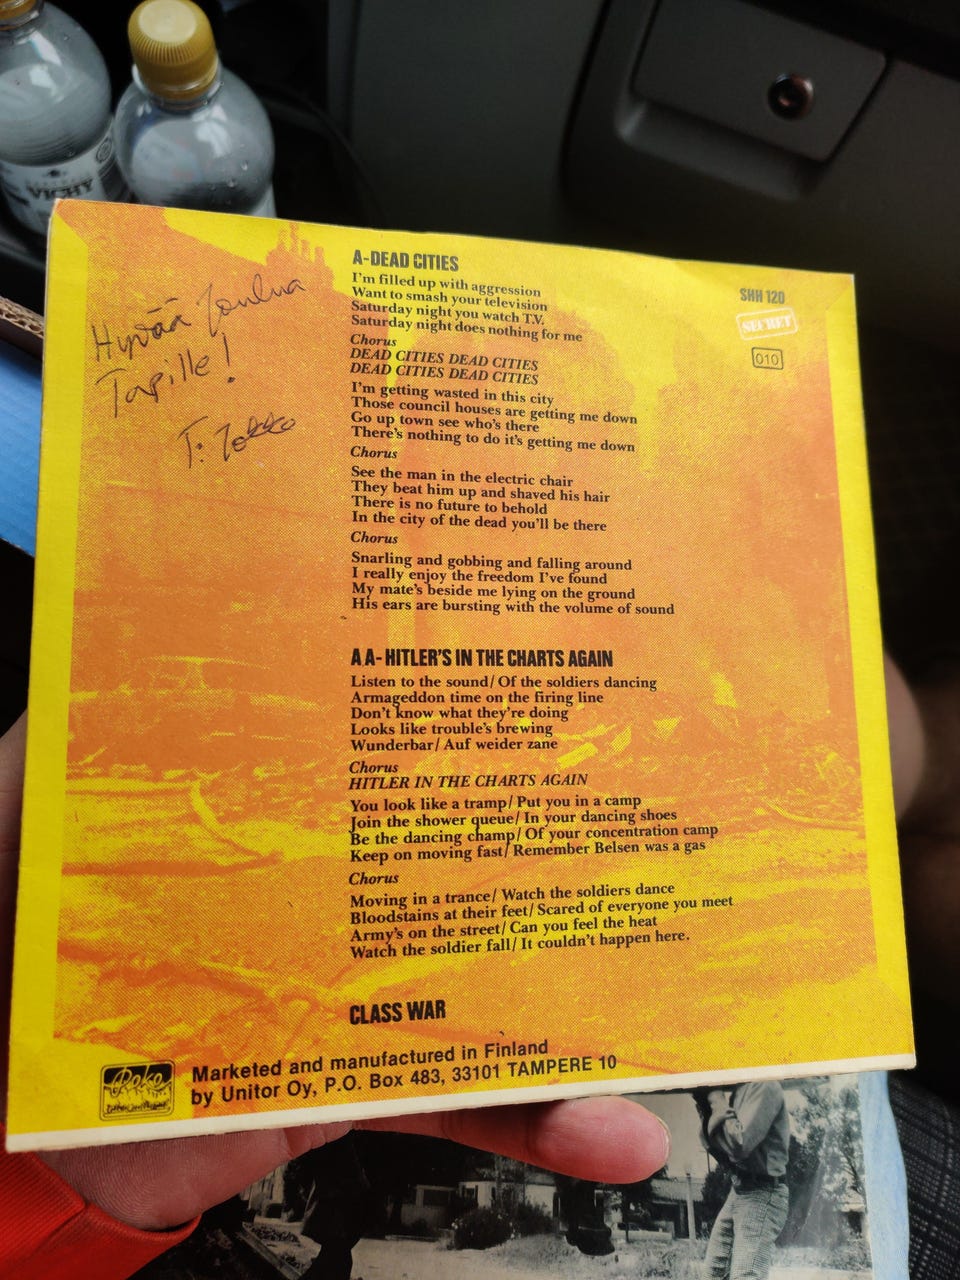 VICHY
Hyvää Joulua
Tapille!
T: Jokko
A-DEAD CITIES
I'm filled up with aggression
Want to smash your television
Saturday night you watch T.V.
Saturday night does nothing for me
Chorus
DEAD CITIES DEAD CITIES
DEAD CITIES DEAD CITIES
I'm getting wasted in this city
Those council houses are getting me down
Go up town see who's there
There's nothing to do it's getting me down
Chorus
See the man in the electric chair
They beat him up and shaved his hair
There is no future to behold
In the city of the dead you'll be there
Chorus
Snarling and gobbing and falling around
I really enjoy the freedom I've found
My mate's beside me lying on the ground
His ears are bursting with the volume of sound
SHH 120
SECRET
010
AA-HITLER'S IN THE CHARTS AGAIN
Listen to the sound/Of the soldiers dancing
Armageddon time on the firing line
Don't know what they're doing
Looks like trouble's brewing
Wunderbar/Auf weider zane
Chorus
HITLER IN THE CHARTS AGAIN
You look like a tramp/Put you in a camp
Join the shower queue/In your dancing shoes
Be the dancing champ/Of your concentration camp
Keep on moving fast/Remember Belsen was a gas
Chorus
Moving in a trance/Watch the soldiers dance
Bloodstains at their feet/Scared of everyone you meet
Army's on the street/Can you feel the heat
Watch the soldier fall/It couldn't happen here.
CLASS WAR
Poko
Marketed and manufactured in Finland
by Unitor Oy, P.O. Box 483, 33101 TAMPERE 10